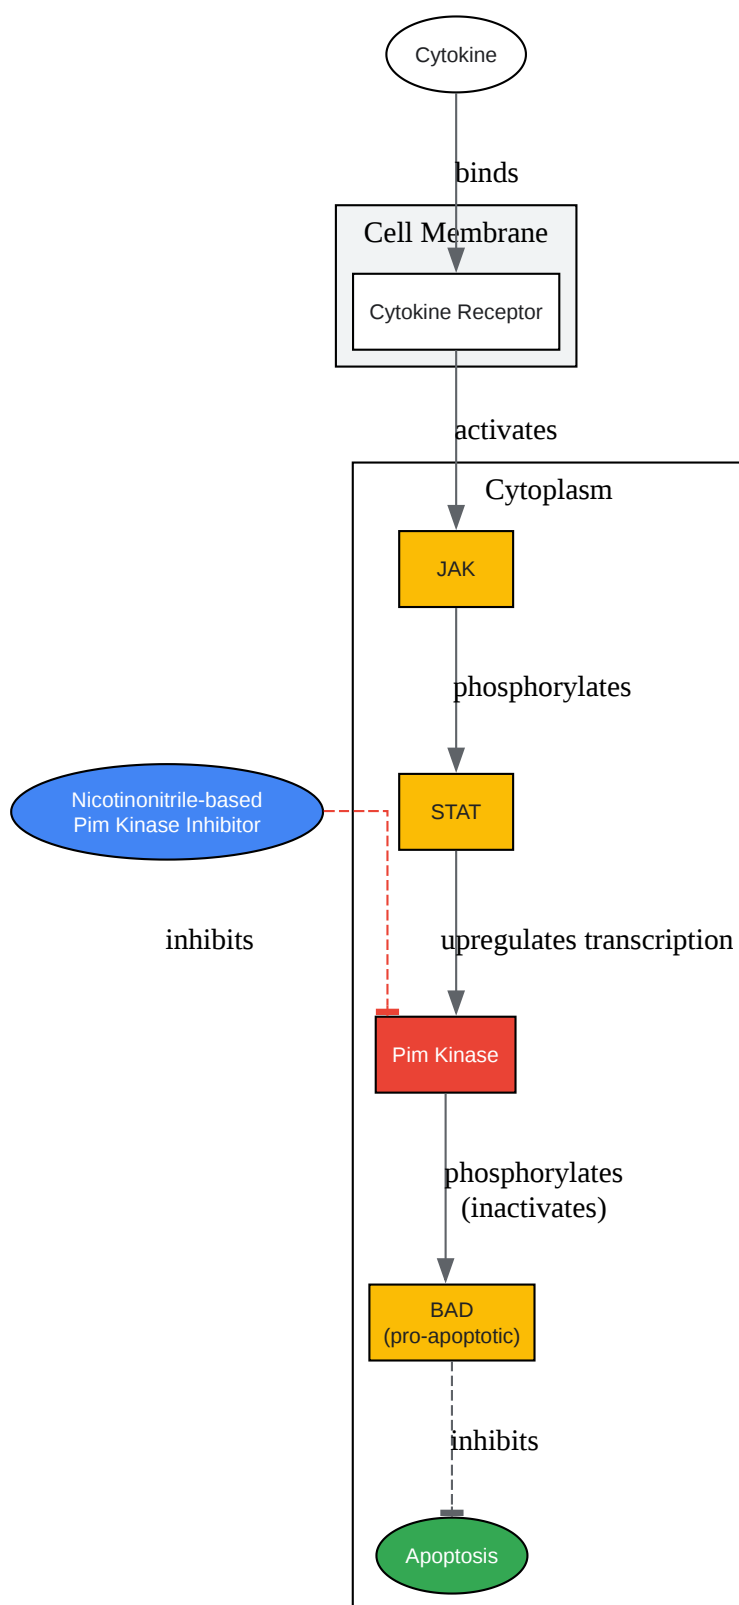 Cytokine
binds
Cell Membrane
Cytokine Receptor
activates
Cytoplasm
JAK
phosphorylates
Nicotinonitrile-based
Pim Kinase Inhibitor
STAT
inhibits
upregulates transcription
Pim Kinase
phosphorylates
(inactivates)
BAD
(pro-apoptotic)
inhibits
Apoptosis